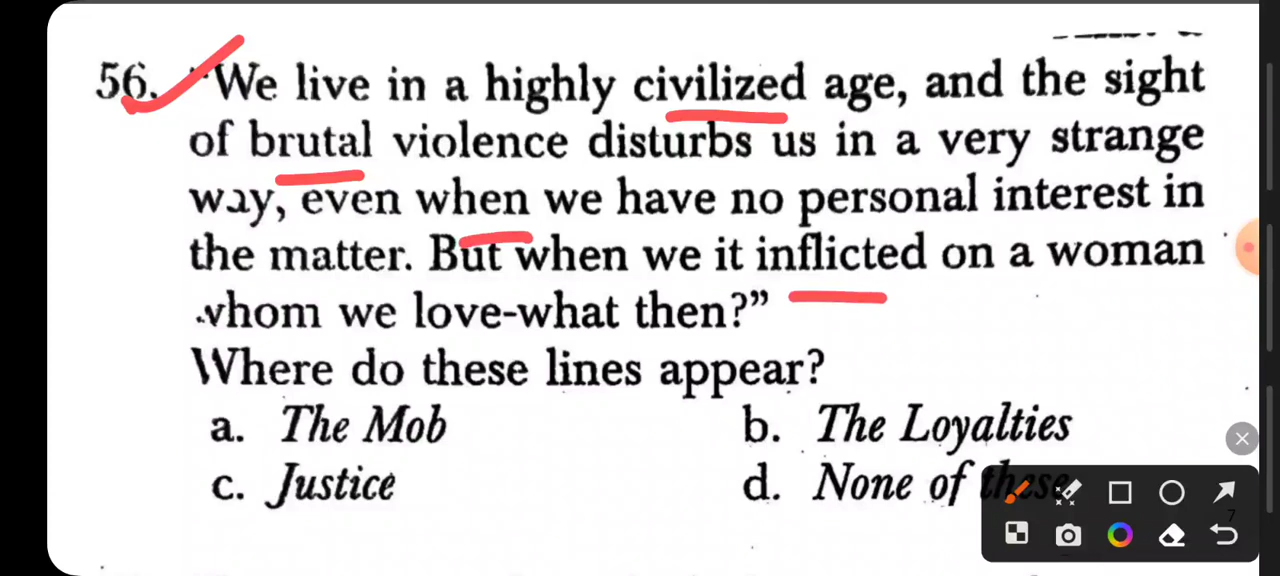 56. "We live in a highly civilized age, and the sight
of brutal violence disturbs us in a very strange
way, even when we have no personal interest in
the matter. But when we it inflicted on a woman
whom we love-what then?"
Where do these lines appear?
a. The Mob b. The Loyalties
c. Justice d. None of these
7